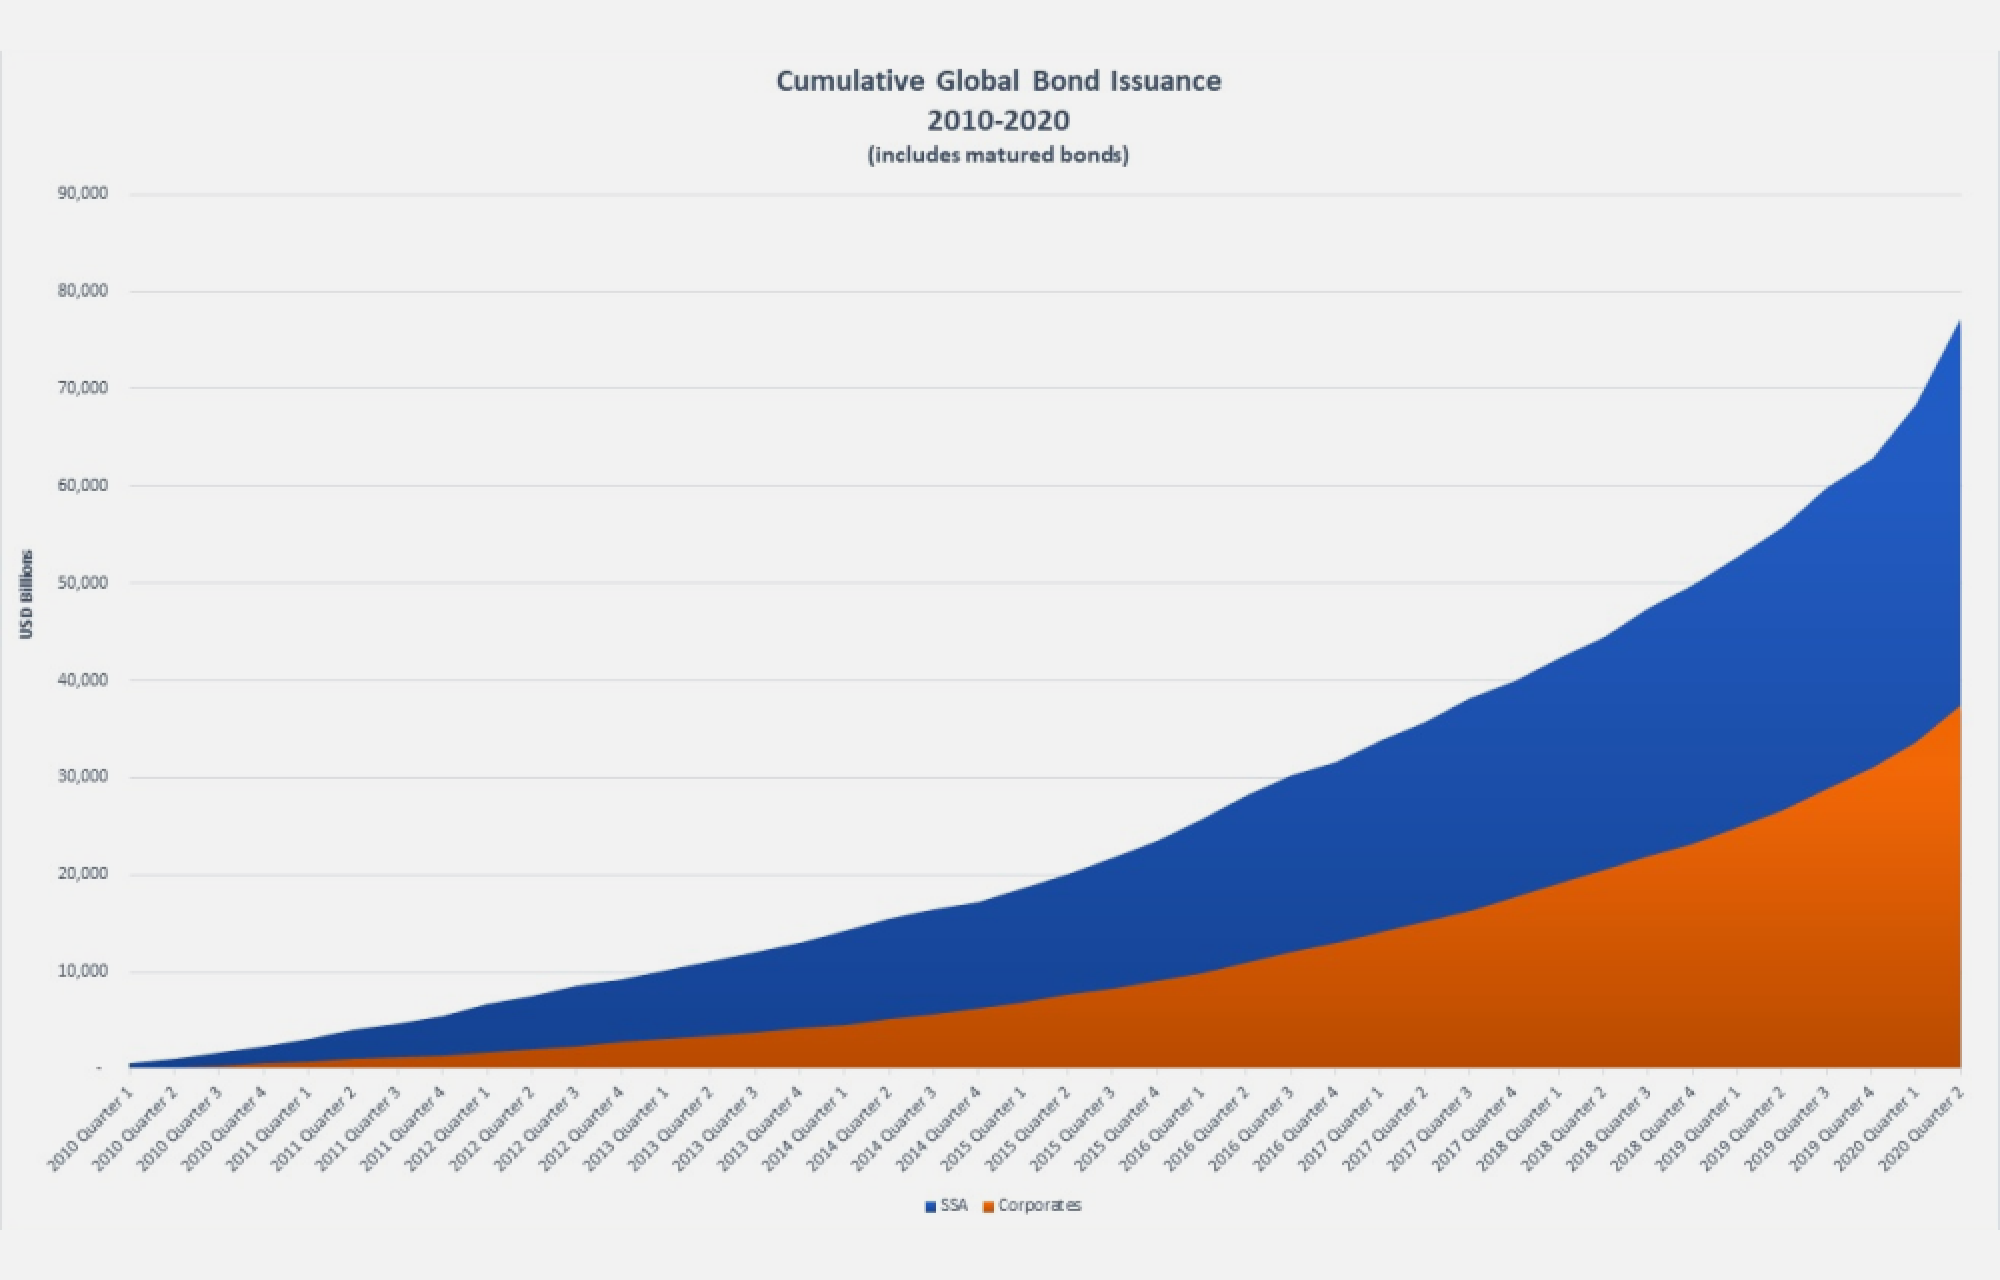 Cumulative Global Bond Issuance
2010-2020
(includes matured bonds)
90,000
80,000
70,000
60,000
50,000
40,000
30,000
20,000
10,000
-
USD Billions
2010 Quarter 1
2010 Quarter 2
2010 Quarter 3
2010 Quarter 4
2011 Quarter 1
2011 Quarter 2
2011 Quarter 3
2011 Quarter 4
2012 Quarter 1
2012 Quarter 2
2012 Quarter 3
2012 Quarter 4
2013 Quarter 1
2013 Quarter 2
2013 Quarter 3
2013 Quarter 4
2014 Quarter 1
2014 Quarter 2
2014 Quarter 3
2014 Quarter 4
2015 Quarter 1
2015 Quarter 2
2015 Quarter 3
2015 Quarter 4
2016 Quarter 1
2016 Quarter 2
2016 Quarter 3
2016 Quarter 4
2017 Quarter 1
2017 Quarter 2
2017 Quarter 3
2017 Quarter 4
2018 Quarter 1
2018 Quarter 2
2018 Quarter 3
2018 Quarter 4
2019 Quarter 1
2019 Quarter 2
2019 Quarter 3
2019 Quarter 4
2020 Quarter 1
2020 Quarter 2
SSA Corporates